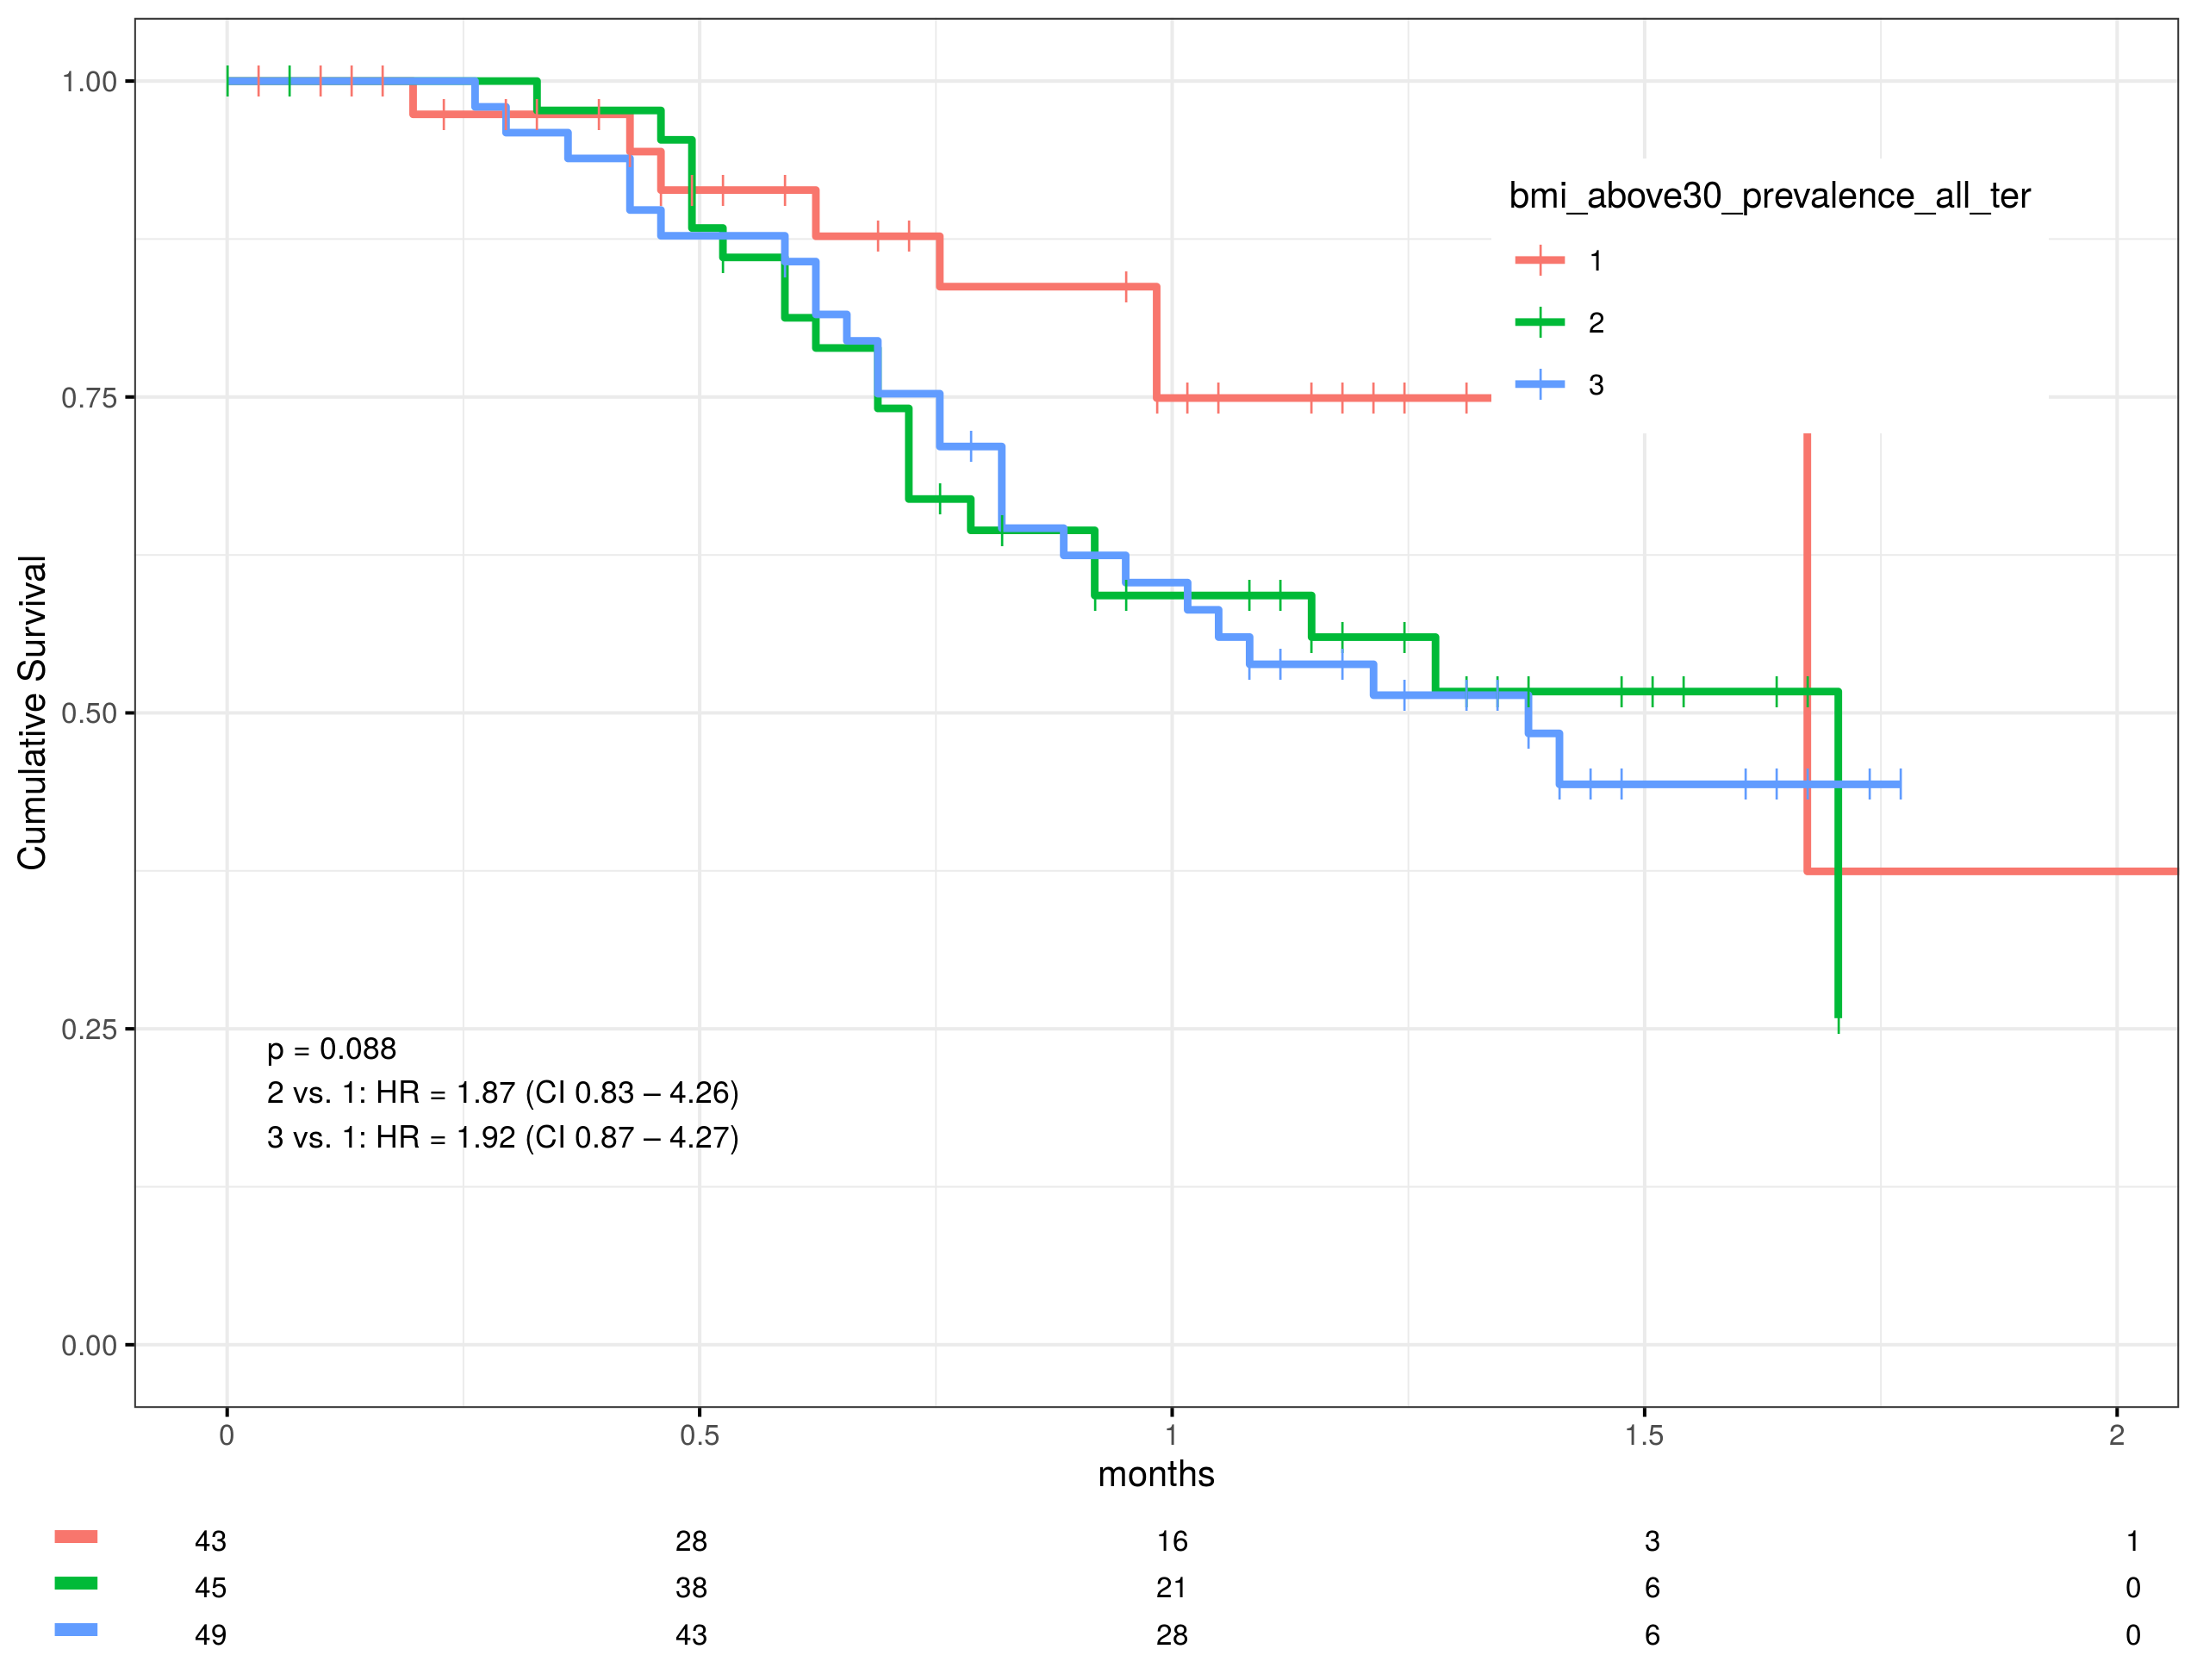 bmi_above30_prevalence_all_ter
1
2
3
1.00
0.75
0.50
0.25
0.00
Cumulative Survival
p = 0.088
2 vs. 1: HR = 1.87 (CI 0.83 – 4.26)
3 vs. 1: HR = 1.92 (CI 0.87 – 4.27)
0 0.5 1 1.5 2
months
43 28 16 3 1
45 38 21 6 0
49 43 28 6 0